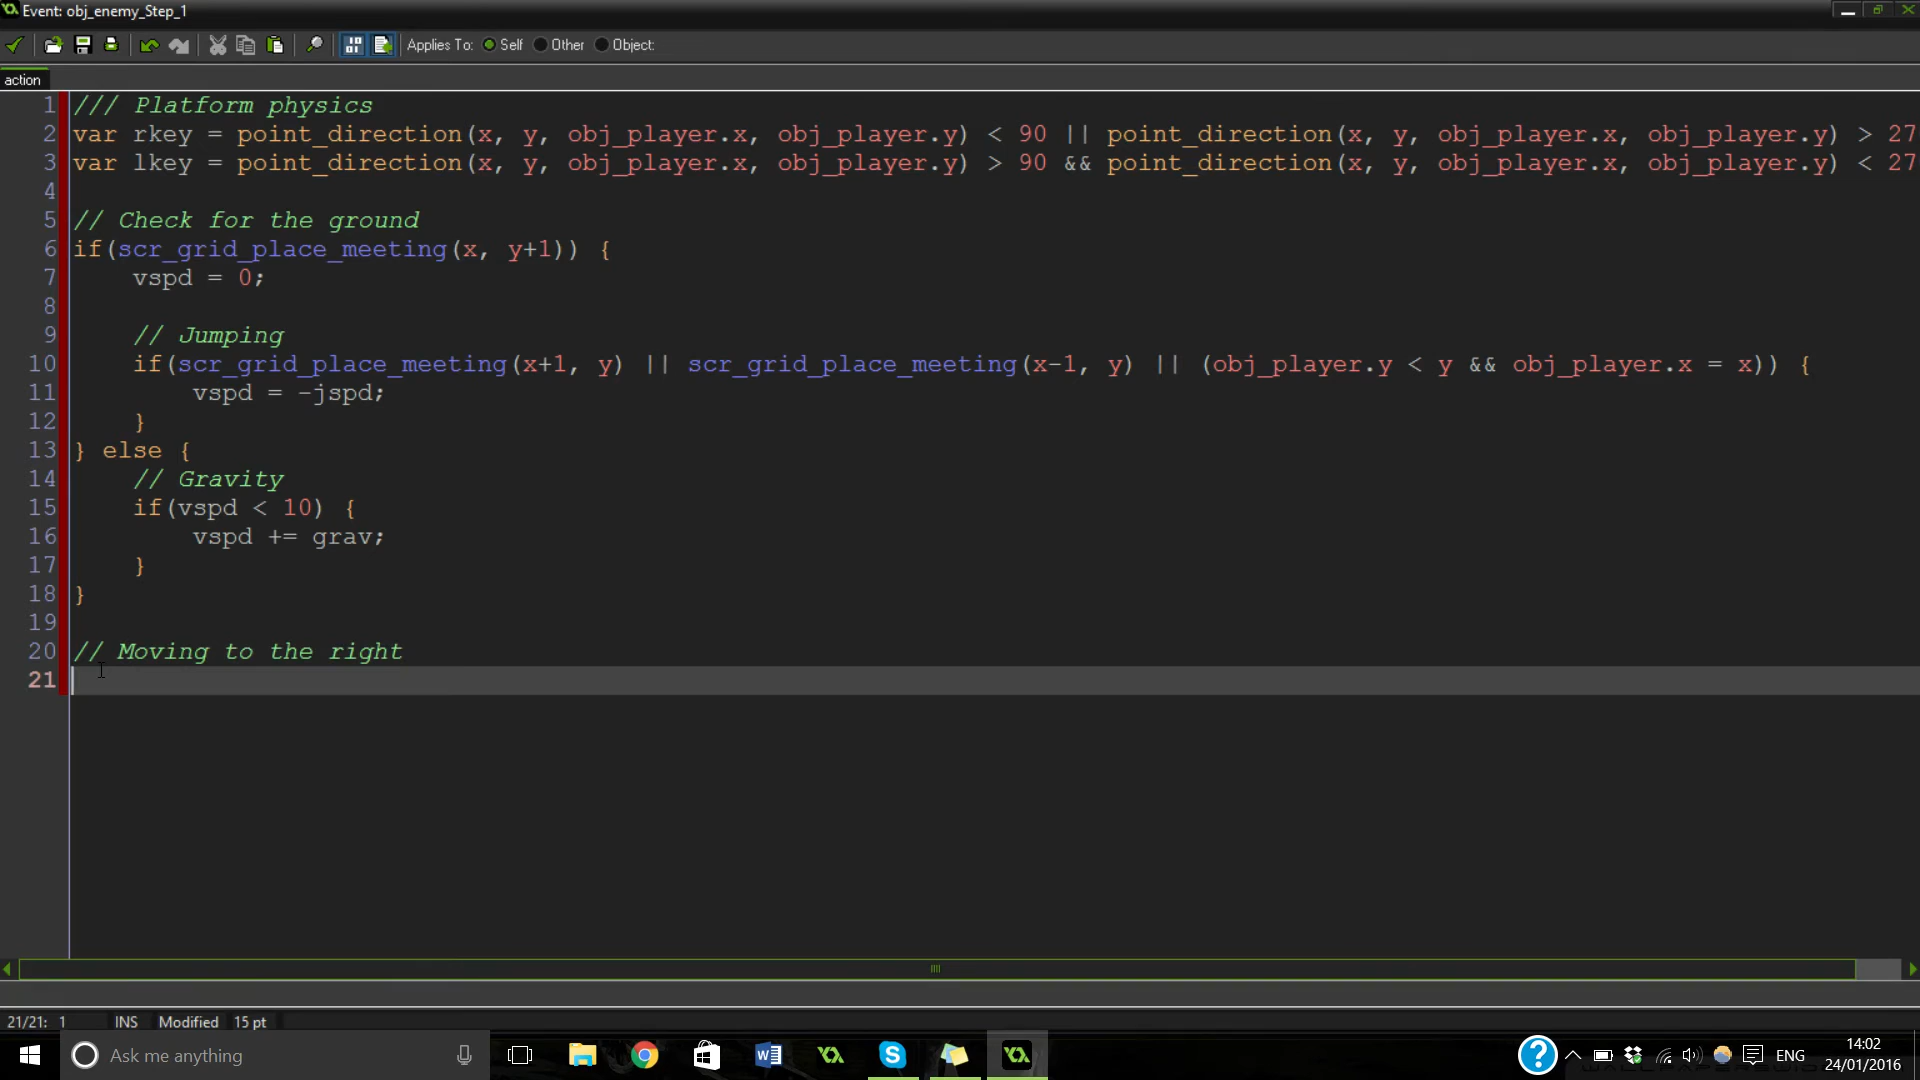 Event: obj_enemy_Step_1
Applies To: Self Other Object:
action
1 /// Platform physics
2 var rkey = point_direction(x, y, obj_player.x, obj_player.y) < 90 || point_direction(x, y, obj_player.x, obj_player.y) > 27
3 var lkey = point_direction(x, y, obj_player.x, obj_player.y) > 90 && point_direction(x, y, obj_player.x, obj_player.y) < 27
4
5 // Check for the ground
6 if(scr_grid_place_meeting(x, y+1)) {
7 vspd = 0;
8
9 // Jumping
10 if(scr_grid_place_meeting(x+1, y) || scr_grid_place_meeting(x-1, y) || (obj_player.y < y && obj_player.x = x)) {
11 vspd = -jspd;
12 }
13 } else {
14 // Gravity
15 if(vspd < 10) {
16 vspd += grav;
17 }
18 }
19
20 // Moving to the right
21
21/21: 1 INS Modified 15 pt
Ask me anything
ENG
14:02
24/01/2016